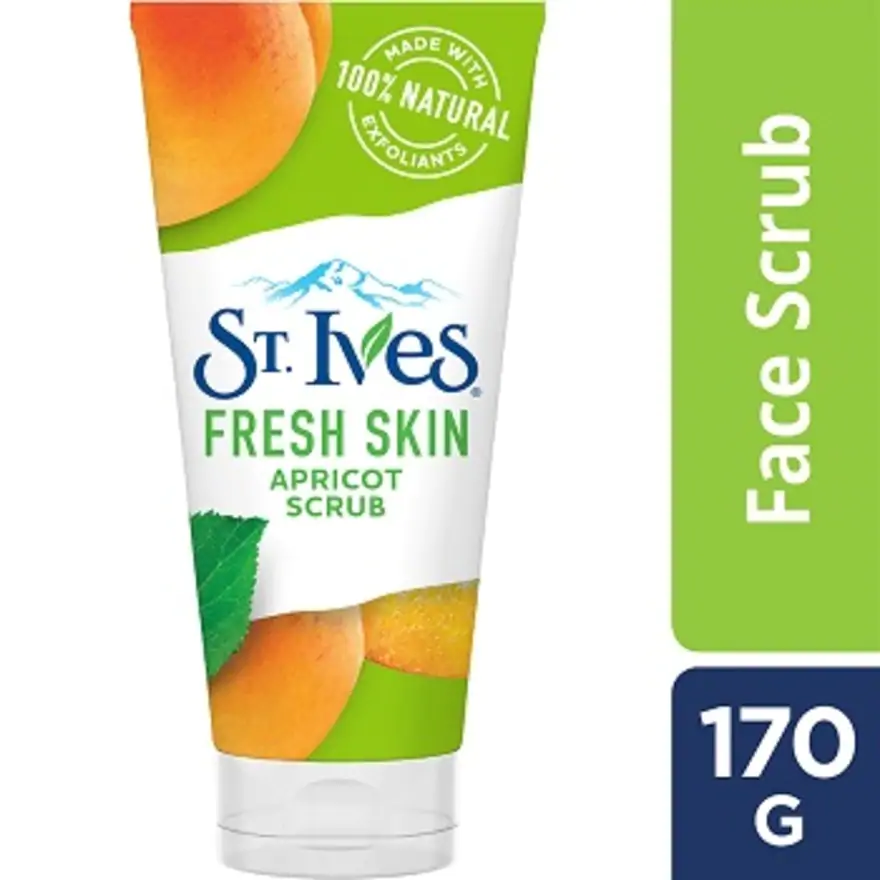 MADE WITH
100% NATURAL
EXFOLIANTS
ST. IVES®
FRESH SKIN
APRICOT
SCRUB
Face Scrub
170
G